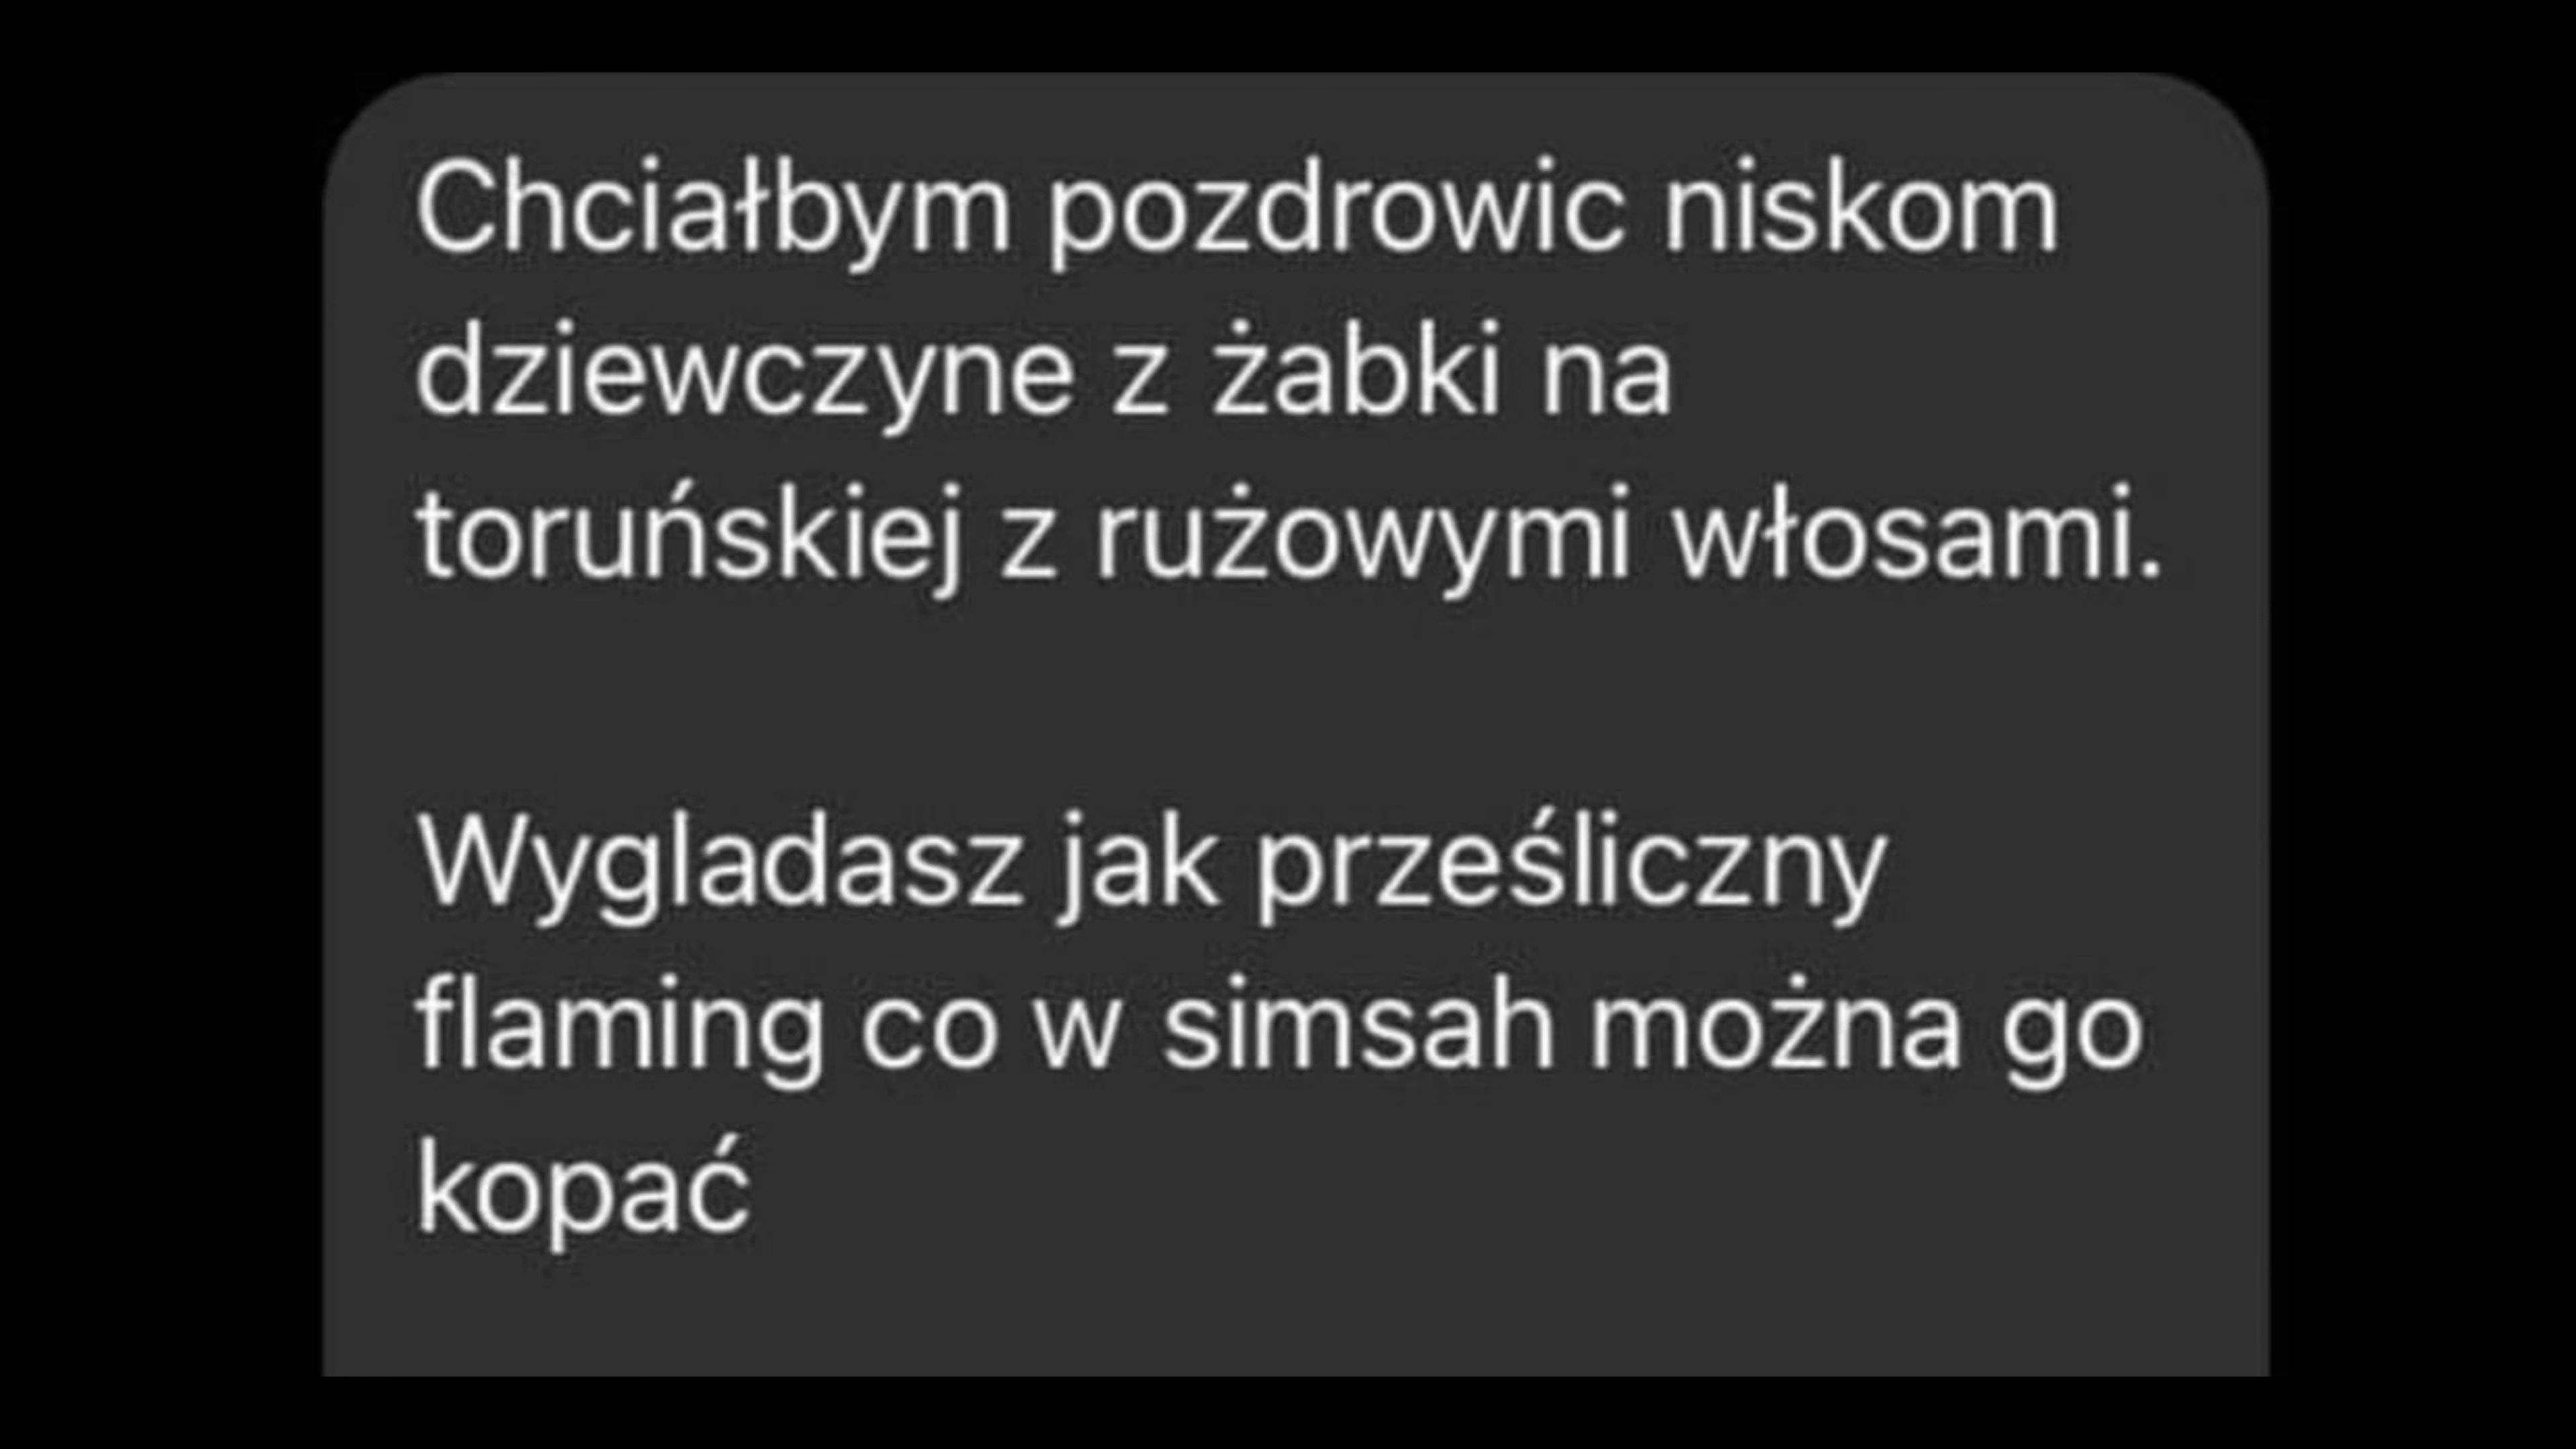 Chciałbym pozdrowic niskom
dziewczyne z żabki na
toruńskiej z rużowymi włosami.
Wygladasz jak prześliczny
flaming co w simsah można go
kopać